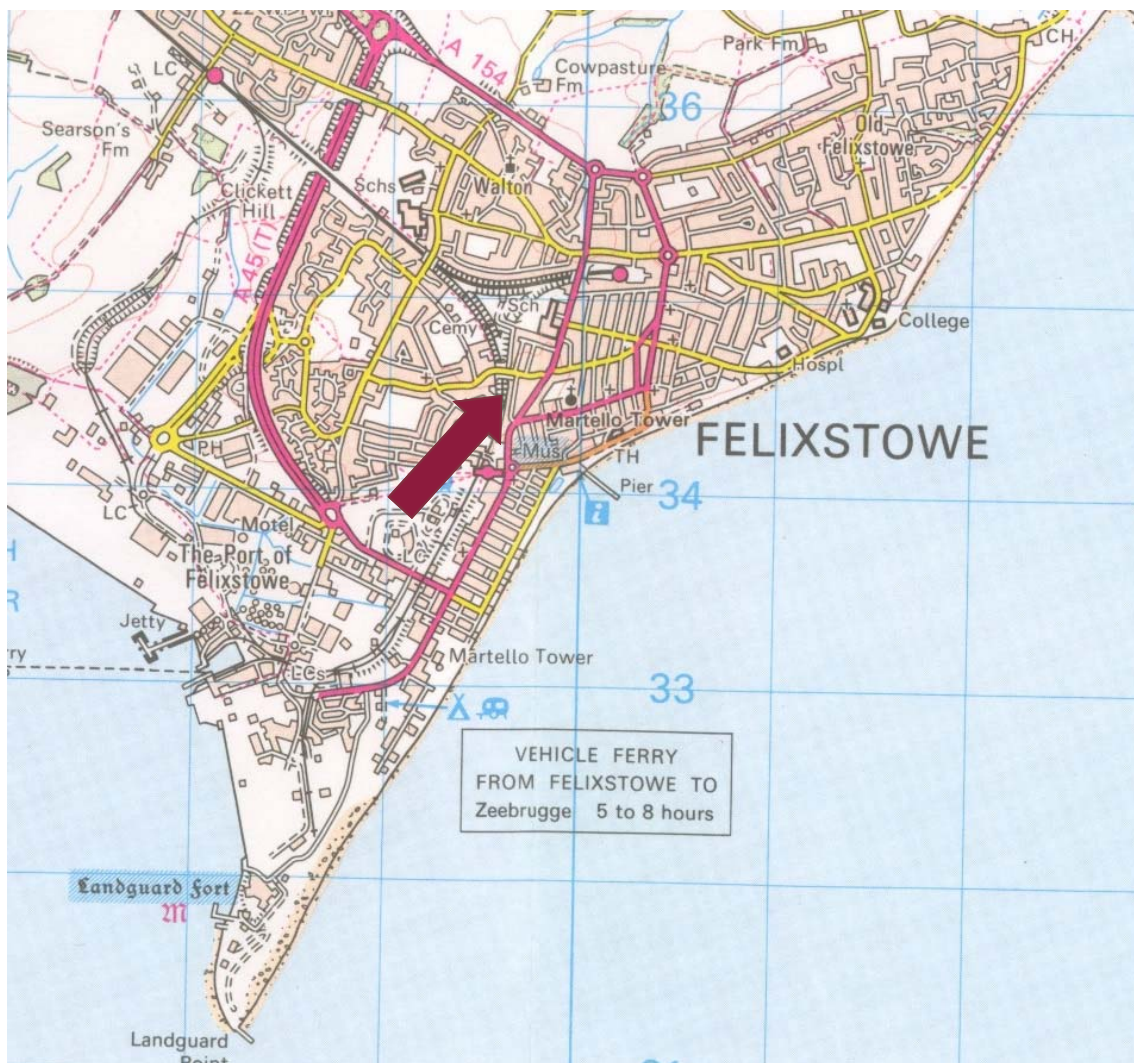 A 154
LC
Park Fm
CH
Cowpasture
Fm
36
Searson's
Fm
Old
Felixstowe
Schs
Walton
Clickett
Hill
A 45(T)
Sch
Cemy
College
Hospl
Martello Tower
FELIXSTOWE
PH
Mus
TH
Pier
34
i
LC
Motel
LC
The Port of
Felixstowe
Jetty
Martello Tower
LCs
33
VEHICLE FERRY
FROM FELIXSTOWE TO
Zeebrugge 5 to 8 hours
Landguard Fort
M
Landguard